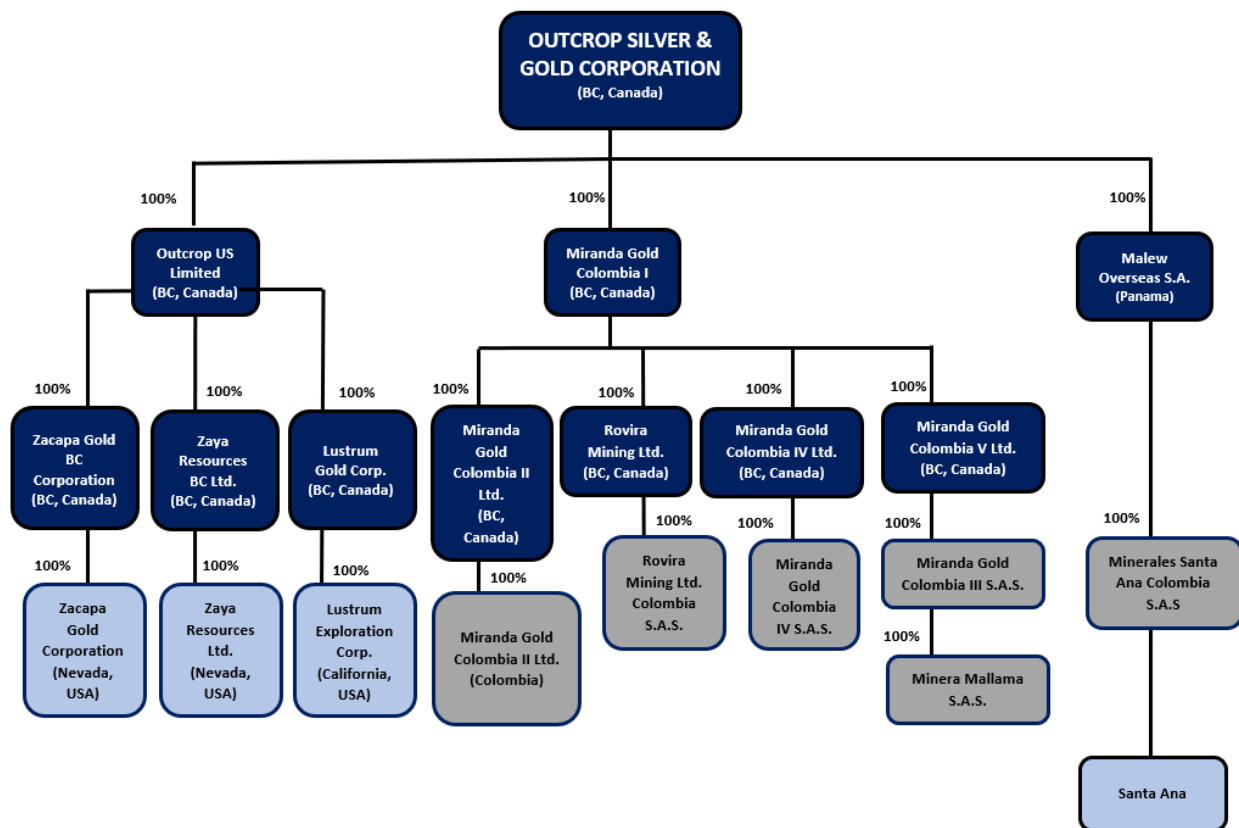 OUTCROP SILVER &
GOLD CORPORATION
(BC, Canada)
100%
100%
100%
Outcrop US
Limited
(BC, Canada)
Miranda Gold
Colombia I
(BC, Canada)
Malew
Overseas S.A.
(Panama)
100%
100%
100%
100%
100%
100%
100%
Zacapa Gold
BC
Corporation
(BC, Canada)
Zaya
Resources
BC Ltd.
(BC, Canada)
Lustrum
Gold Corp.
(BC, Canada)
Miranda
Gold
Colombia II
Ltd.
(BC,
Canada)
Rovira
Mining Ltd.
(BC, Canada)
Miranda Gold
Colombia IV Ltd.
(BC, Canada)
Miranda Gold
Colombia V Ltd.
(BC, Canada)
100%
100%
100%
100%
100%
100%
100%
100%
Zacapa
Gold
Corporation
(Nevada,
USA)
Zaya
Resources
Ltd.
(Nevada,
USA)
Lustrum
Exploration
Corp.
(California,
USA)
Miranda Gold
Colombia II Ltd.
(Colombia)
Rovira
Mining Ltd.
Colombia
S.A.S.
Miranda
Gold
Colombia
IV S.A.S.
Miranda Gold
Colombia III S.A.S.
Minerales Santa
Ana Colombia
S.A.S
100%
Minera Mallama
S.A.S.
Santa Ana